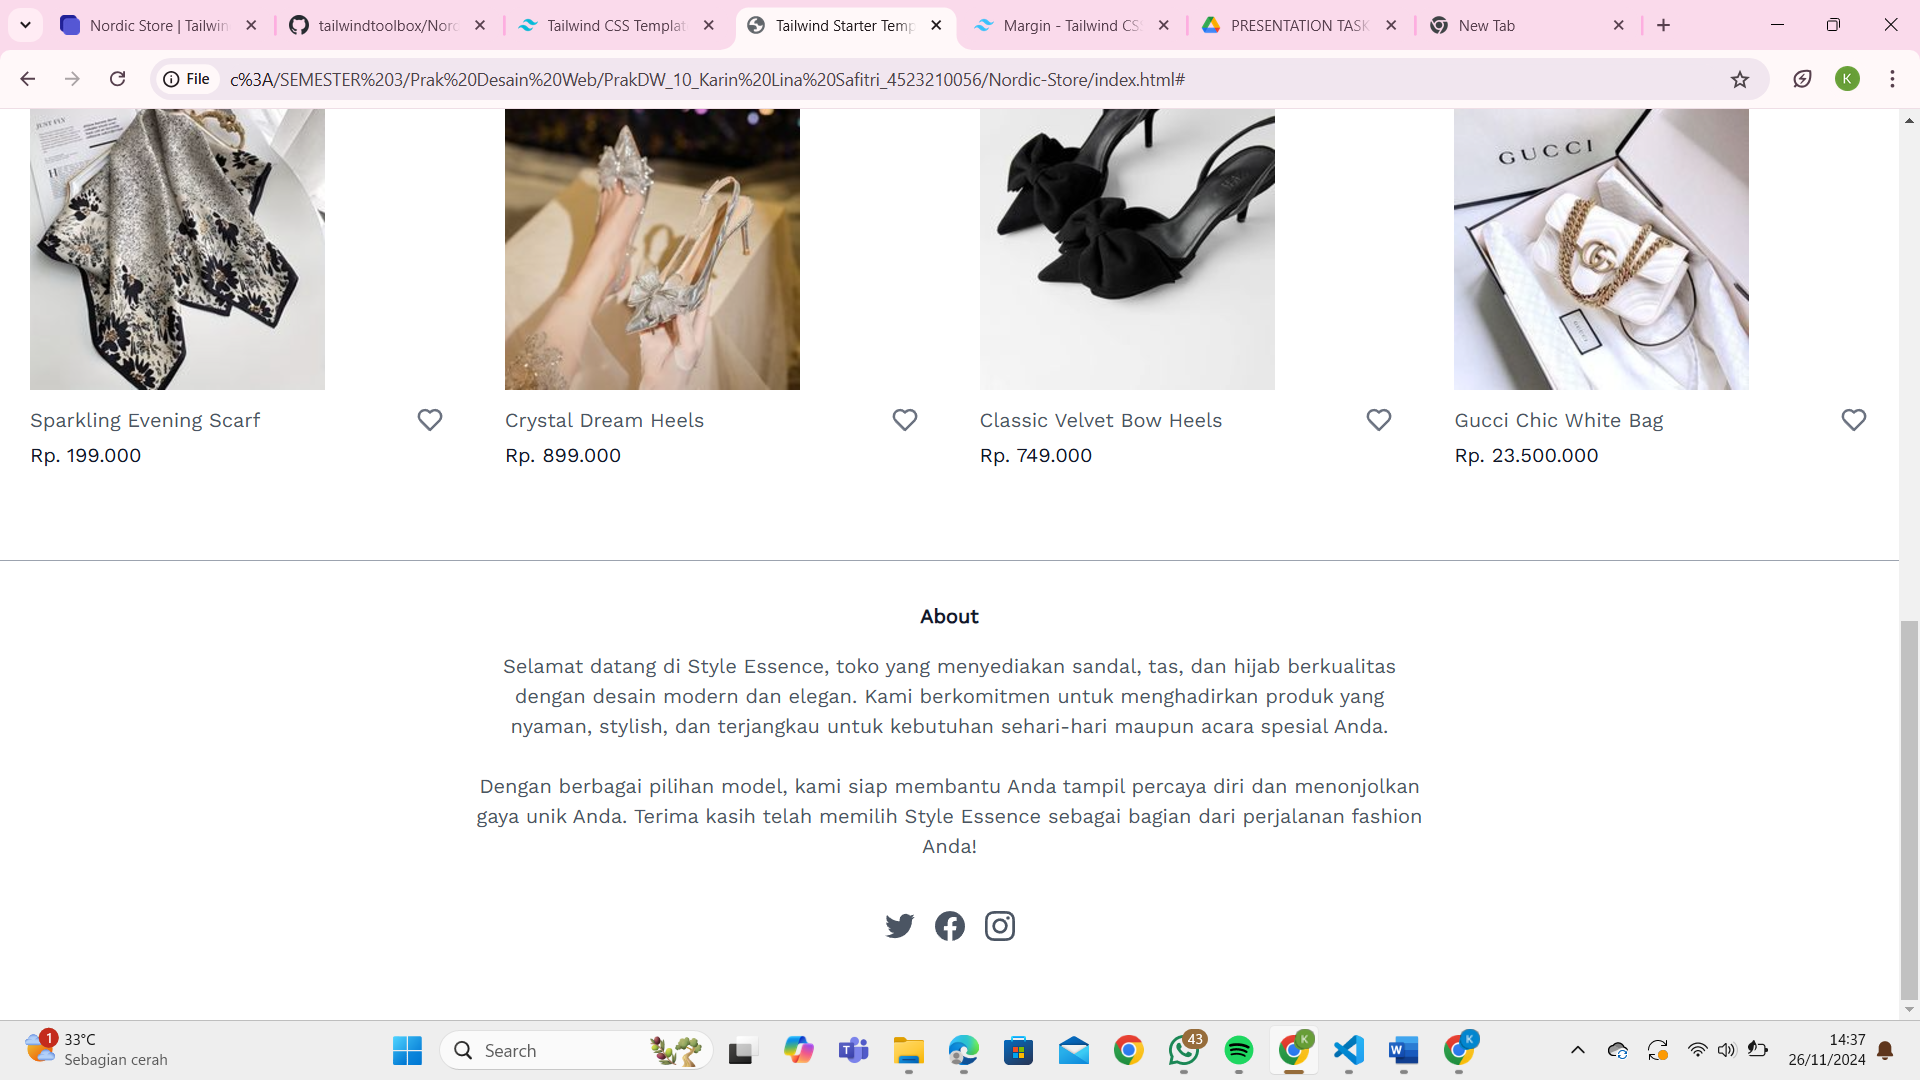 Nordic Store | Tailwin
tailwindtoolbox/Nord
Tailwind CSS Templat
Tailwind Starter Temp
Margin - Tailwind CS
PRESENTATION TASK
New Tab
File
c%3A/SEMESTER%203/Prak%20Desain%20Web/PrakDW_10_Karin%20Lina%20Safitri_4523210056/Nordic-Store/index.html#
K
JUST FLY
H
GUCCI
Sparkling Evening Scarf
Crystal Dream Heels
Classic Velvet Bow Heels
Gucci Chic White Bag
Rp. 199.000
Rp. 899.000
Rp. 749.000
Rp. 23.500.000
About
Selamat datang di Style Essence, toko yang menyediakan sandal, tas, dan hijab berkualitas
dengan desain modern dan elegan. Kami berkomitmen untuk menghadirkan produk yang
nyaman, stylish, dan terjangkau untuk kebutuhan sehari-hari maupun acara spesial Anda.
Dengan berbagai pilihan model, kami siap membantu Anda tampil percaya diri dan menonjolkan
gaya unik Anda. Terima kasih telah memilih Style Essence sebagai bagian dari perjalanan fashion
Anda!
1
33°C
Sebagian cerah
Search
43
K
K
14:37
26/11/2024